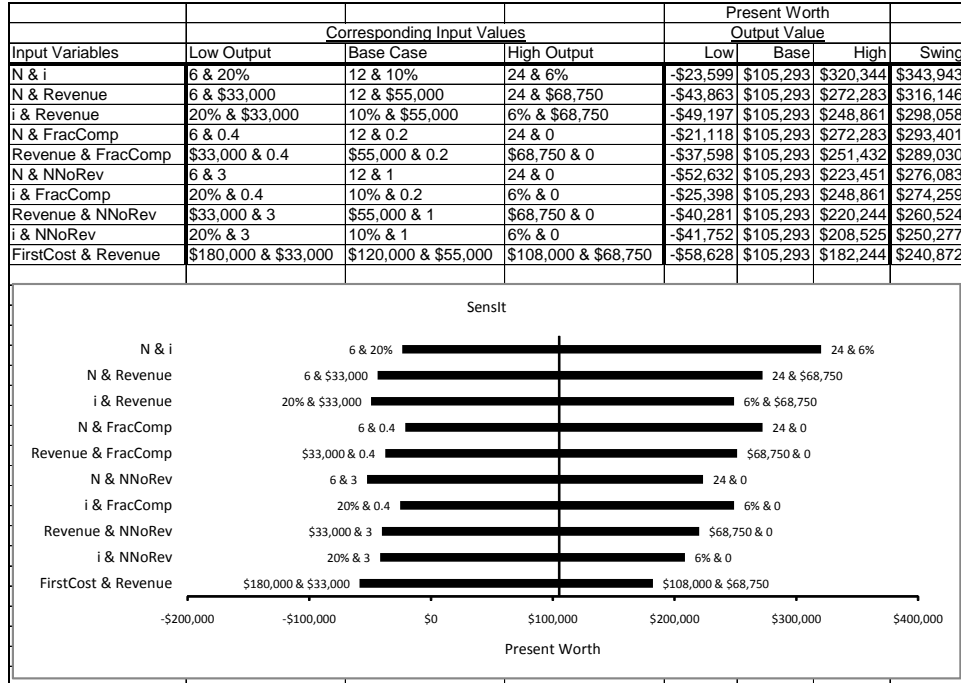 Present Worth
Corresponding Input Values Output Value
Input Variables Low Output Base Case High Output Low Base High Swing
N & i 6 & 20% 12 & 10% 24 & 6% -$23,599 $105,293 $320,344 $343,943
N & Revenue 6 & $33,000 12 & $55,000 24 & $68,750 -$43,863 $105,293 $272,283 $316,146
i & Revenue 20% & $33,000 10% & $55,000 6% & $68,750 -$49,197 $105,293 $248,861 $298,058
N & FracComp 6 & 0.4 12 & 0.2 24 & 0 -$21,118 $105,293 $272,283 $293,401
Revenue & FracComp $33,000 & 0.4 $55,000 & 0.2 $68,750 & 0 -$37,598 $105,293 $251,432 $289,030
N & NNoRev 6 & 3 12 & 1 24 & 0 -$52,632 $105,293 $223,451 $276,083
i & FracComp 20% & 0.4 10% & 0.2 6% & 0 -$25,398 $105,293 $248,861 $274,259
Revenue & NNoRev $33,000 & 3 $55,000 & 1 $68,750 & 0 -$40,281 $105,293 $220,244 $260,524
i & NNoRev 20% & 3 10% & 1 6% & 0 -$41,752 $105,293 $208,525 $250,277
FirstCost & Revenue $180,000 & $33,000 $120,000 & $55,000 $108,000 & $68,750 -$58,628 $105,293 $182,244 $240,872
SensIt
N & i 6 & 20% 24 & 6%
N & Revenue 6 & $33,000 24 & $68,750
i & Revenue 20% & $33,000 6% & $68,750
N & FracComp 6 & 0.4 24 & 0
Revenue & FracComp $33,000 & 0.4 $68,750 & 0
N & NNoRev 6 & 3 24 & 0
i & FracComp 20% & 0.4 6% & 0
Revenue & NNoRev $33,000 & 3 $68,750 & 0
i & NNoRev 20% & 3 6% & 0
FirstCost & Revenue $180,000 & $33,000 $108,000 & $68,750
-$200,000 -$100,000 $0 $100,000 $200,000 $300,000 $400,000
Present Worth